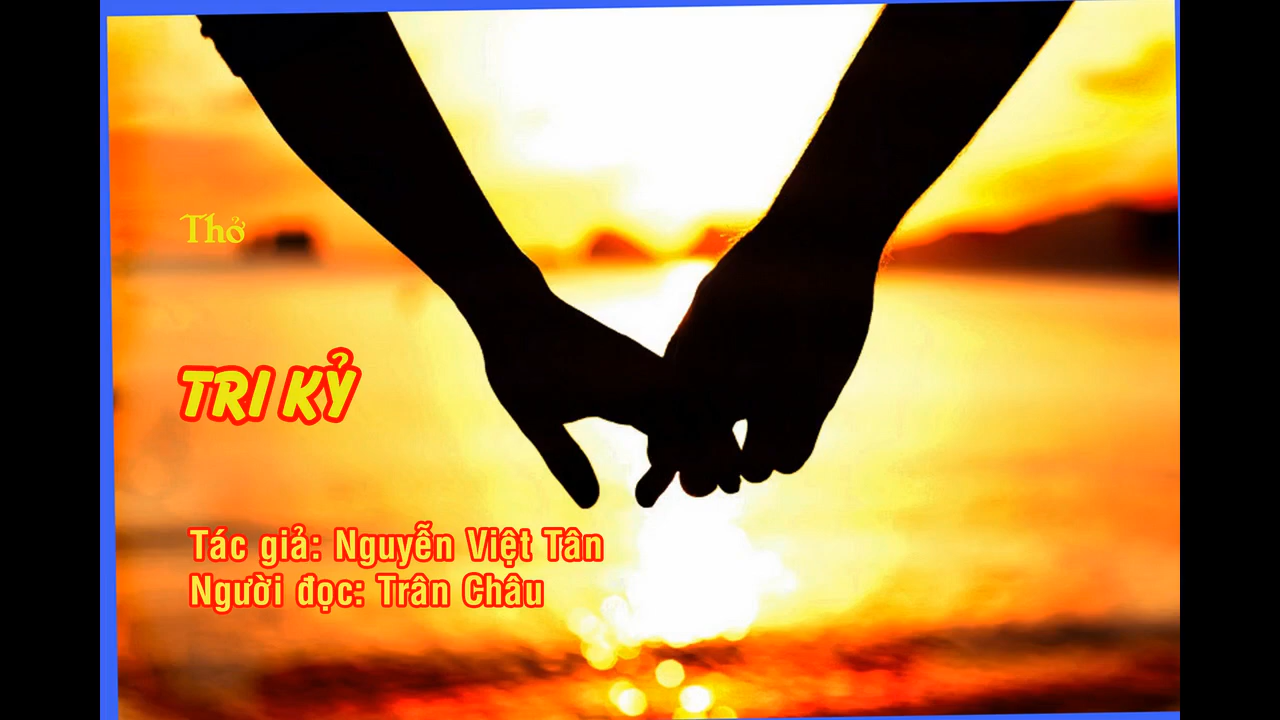 Thở
TRI KỶ
Tác giả: Nguyễn Việt Tân
Người đọc: Trân Châu